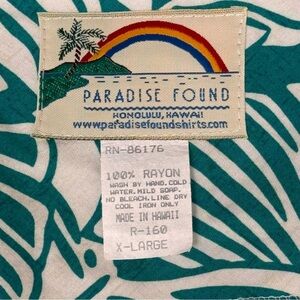 PARADISE FOUND
HONOLULU, HAWAII
www.paradisefoundshirts.com
RN-86176
100% RAYON
WASH BY HAND, COLD
WATER, MILD SOAP,
NO BLEACH. LINE DRY
COOL IRON ONLY
MADE IN HAWAII
R-160
X-LARGE